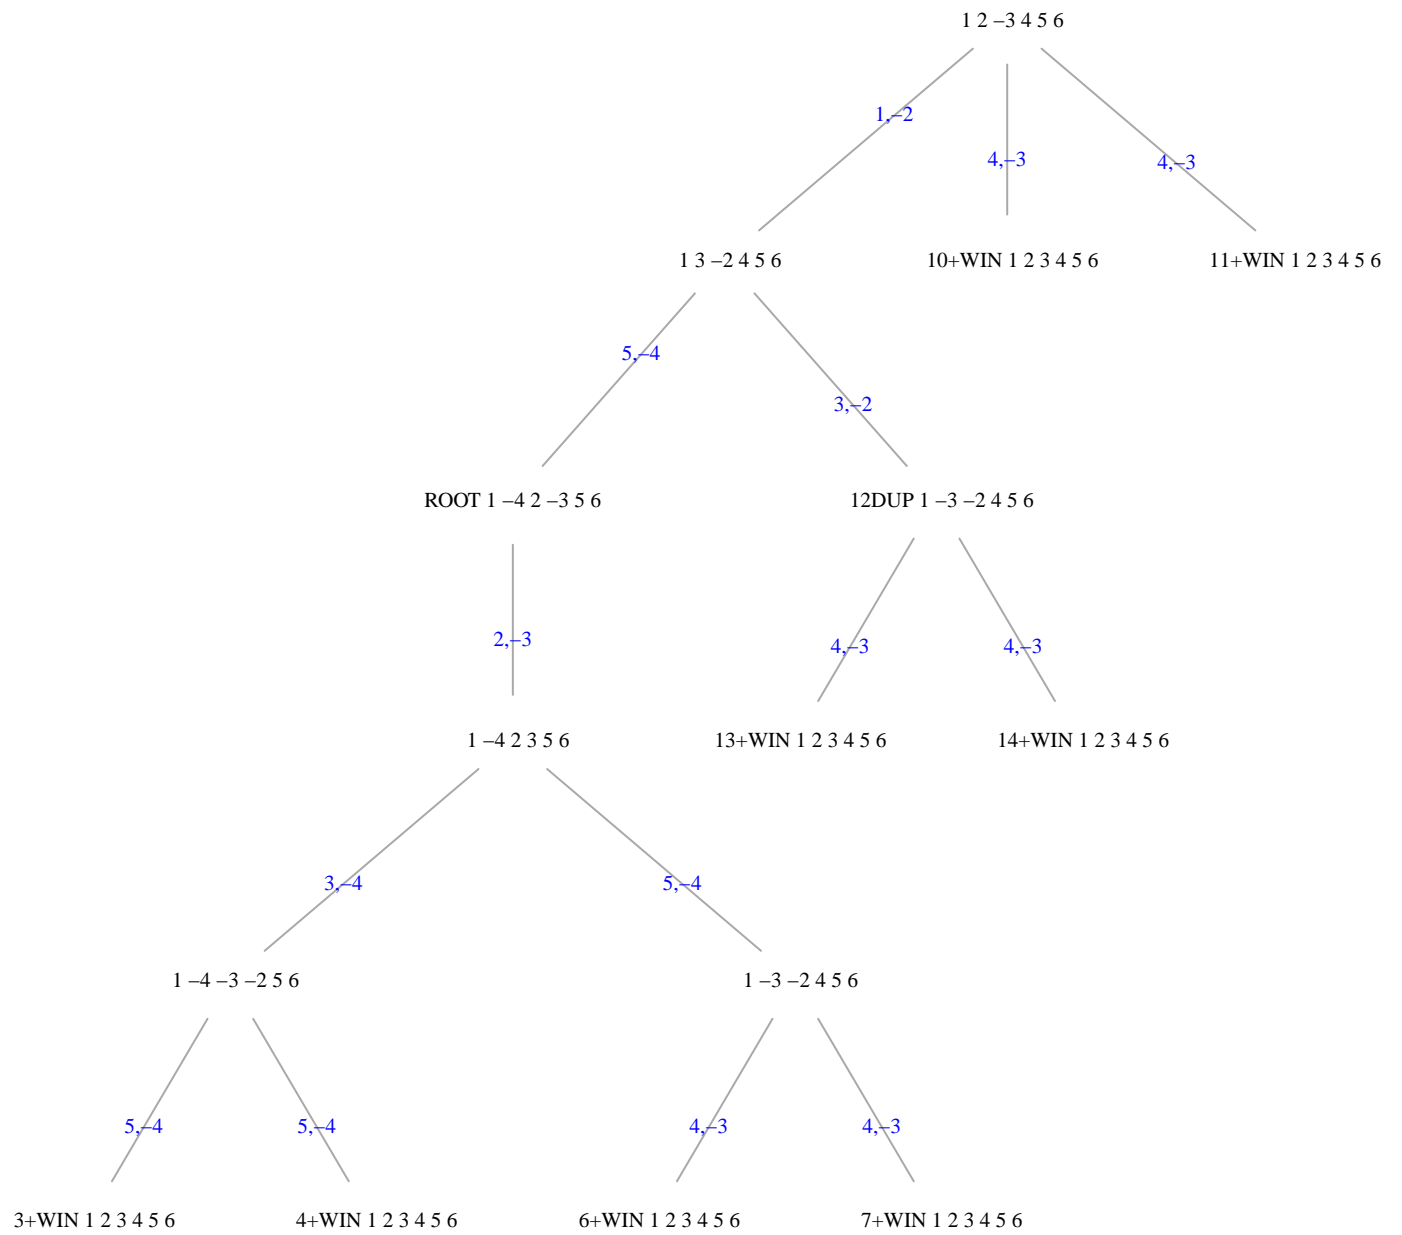 1 2 –3 4 5 6
1,–2
4,–3
4,–3
1 3 –2 4 5 6
10+WIN 1 2 3 4 5 6
11+WIN 1 2 3 4 5 6
5,–4
3,–2
ROOT 1 –4 2 –3 5 6
12DUP 1 –3 –2 4 5 6
2,–3
4,–3
4,–3
1 –4 2 3 5 6
13+WIN 1 2 3 4 5 6
14+WIN 1 2 3 4 5 6
3,–4
5,–4
1 –4 –3 –2 5 6
1 –3 –2 4 5 6
5,–4
5,–4
4,–3
4,–3
3+WIN 1 2 3 4 5 6
4+WIN 1 2 3 4 5 6
6+WIN 1 2 3 4 5 6
7+WIN 1 2 3 4 5 6